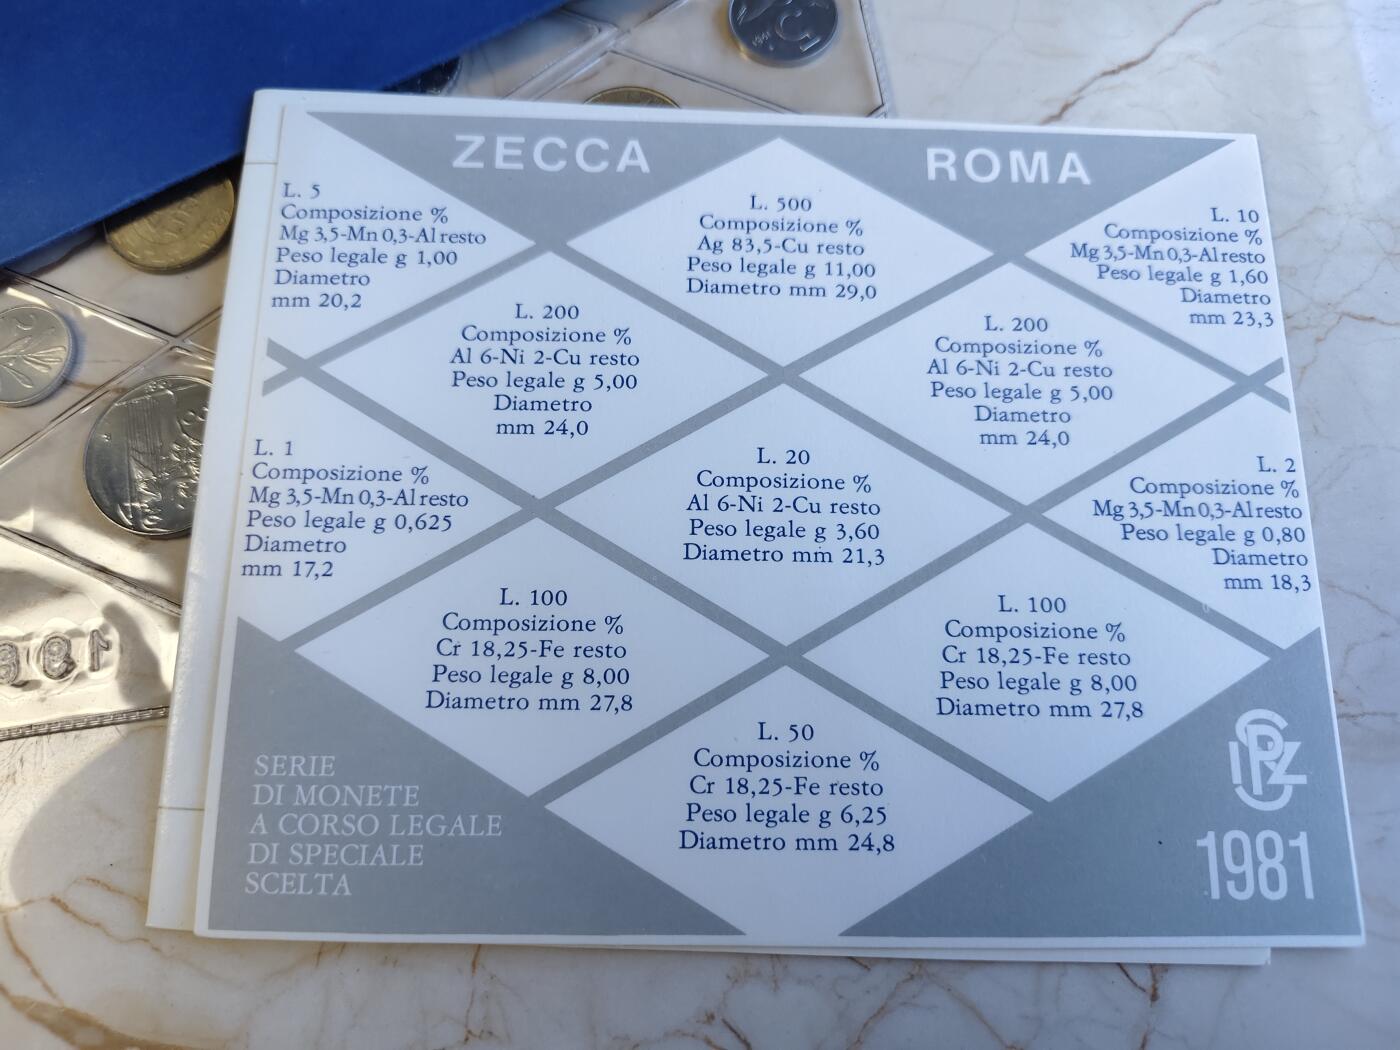 ZECCA ROMA
L. 5
Composizione %
Mg 3,5-Mn 0,3-Al resto
Peso legale g 1,00
Diametro
mm 20,2
L. 500
Composizione %
Ag 83,5-Cu resto
Peso legale g 11,00
Diametro mm 29,0
L. 10
Composizione %
Mg 3,5-Mn 0,3-Al resto
Peso legale g 1,60
Diametro
mm 23,3
L. 200
Composizione %
Al 6-Ni 2-Cu resto
Peso legale g 5,00
Diametro
mm 24,0
L. 200
Composizione %
Al 6-Ni 2-Cu resto
Peso legale g 5,00
Diametro
mm 24,0
L. 1
Composizione %
Mg 3,5-Mn 0,3-Al resto
Peso legale g 0,625
Diametro
mm 17,2
L. 20
Composizione %
Al 6-Ni 2-Cu resto
Peso legale g 3,60
Diametro mm 21,3
L. 2
Composizione %
Mg 3,5-Mn 0,3-Al resto
Peso legale g 0,80
Diametro
mm 18,3
L. 100
Composizione %
Cr 18,25-Fe resto
Peso legale g 8,00
Diametro mm 27,8
L. 100
Composizione %
Cr 18,25-Fe resto
Peso legale g 8,00
Diametro mm 27,8
L. 50
Composizione %
Cr 18,25-Fe resto
Peso legale g 6,25
Diametro mm 24,8
SERIE
DI MONETE
A CORSO LEGALE
DI SPECIALE
SCELTA
1981
5